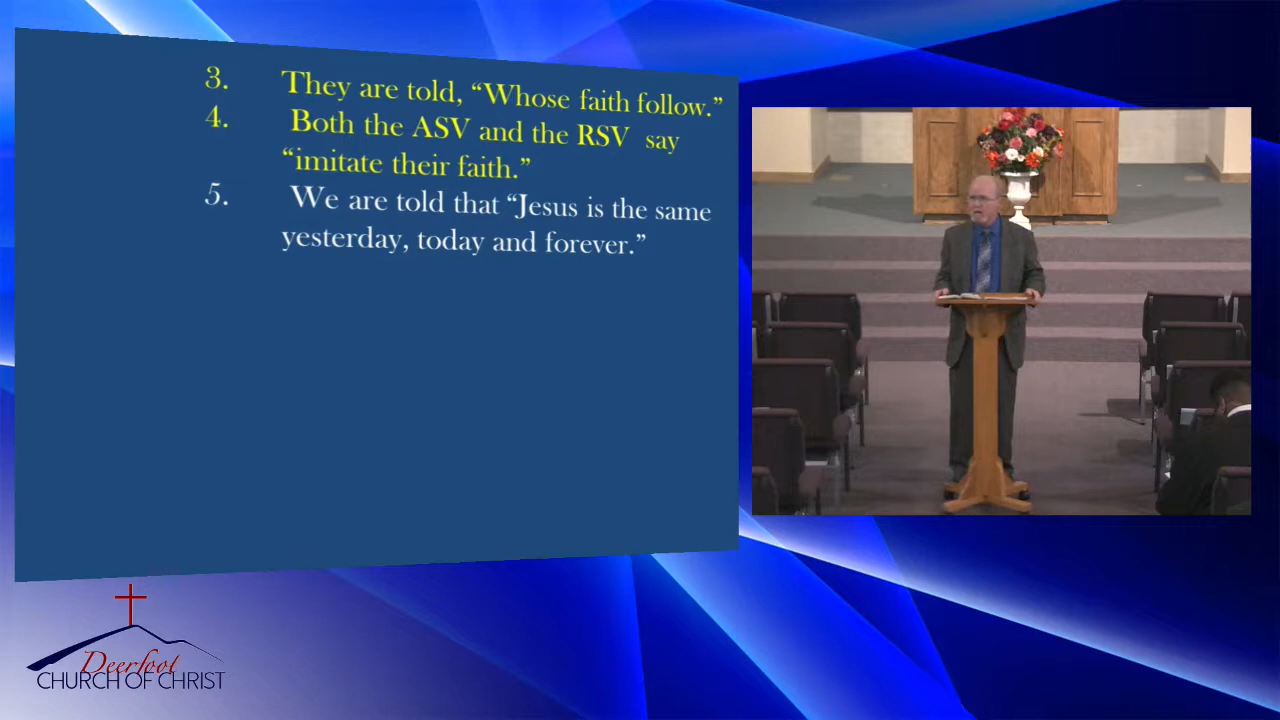 3. They are told, “Whose faith follow.”
4. Both the ASV and the RSV say
“imitate their faith.”
5. We are told that “Jesus is the same
yesterday, today and forever.”
Deerfoot
CHURCH OF CHRIST